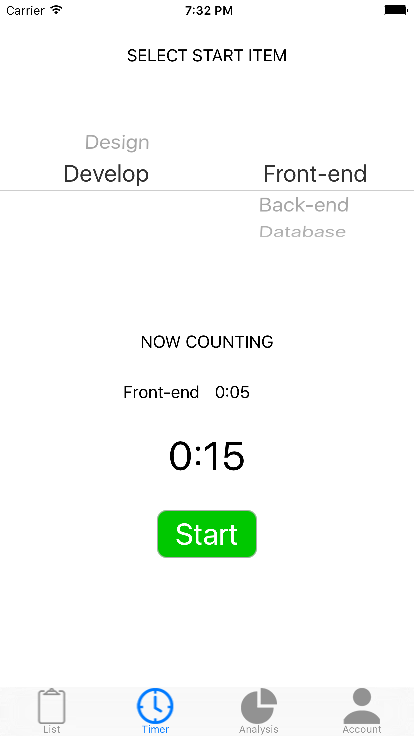 Carrier 7:32 PM
SELECT START ITEM
Design
Develop Front-end
Back-end
Database
NOW COUNTING
Front-end 0:05
0:15
Start
List Timer Analysis Account